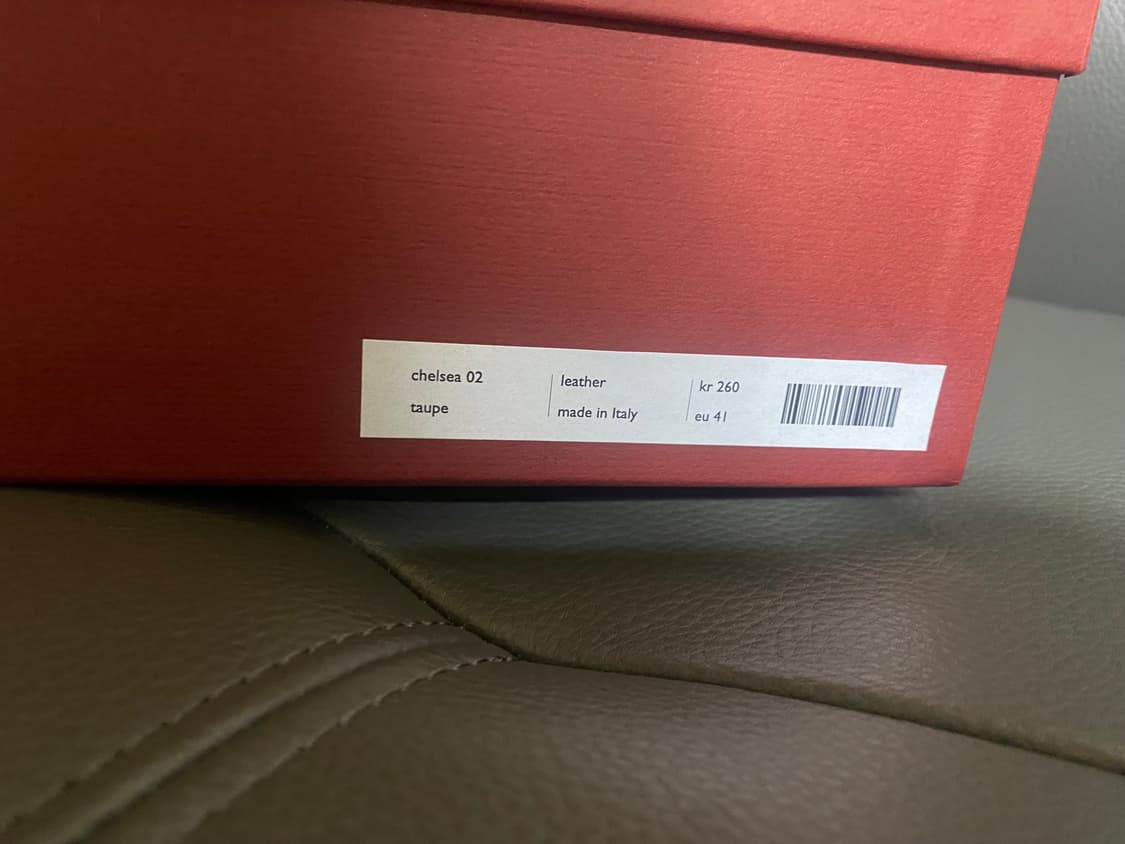 chelsea 02
taupe
leather
made in Italy
kr 260
eu 41